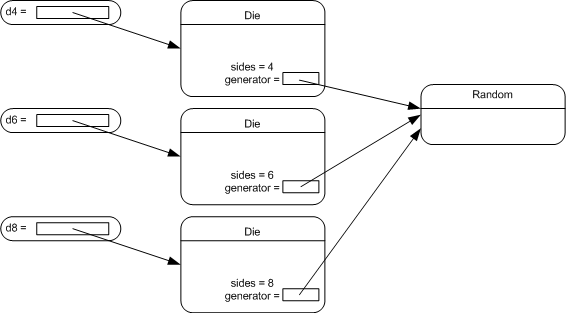 d4 =
Die
sides = 4
generator =
Random
d6 =
Die
sides = 6
generator =
d8 =
Die
sides = 8
generator =